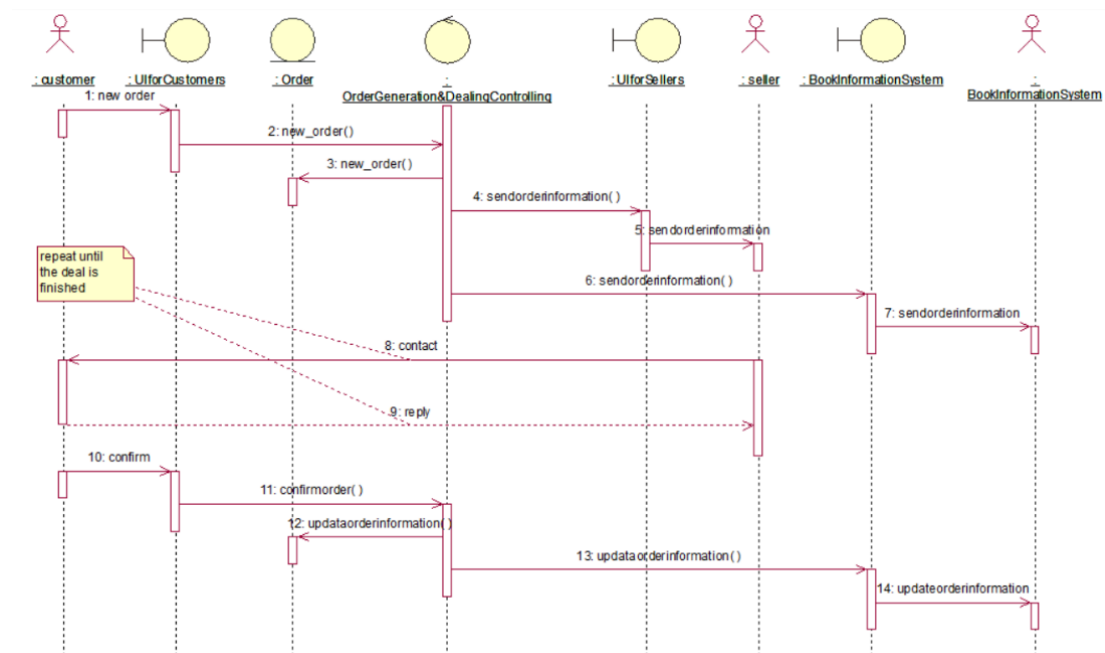 : customer
: UIforCustomers
: Order
:
OrderGeneration&DealingControlling
: UIforSellers
: seller
: BookInformationSystem
:
BookInformationSystem
1: new order
2: new_order()
3: new_order()
4: sendorderinformation()
5: sendorderinformation
repeat until
the deal is
finished
6: sendorderinformation()
7: sendorderinformation
8: contact
9: reply
10: confirm
11: confirmorder()
12: updataorderinformation()
13: updataorderinformation()
14: updateorderinformation